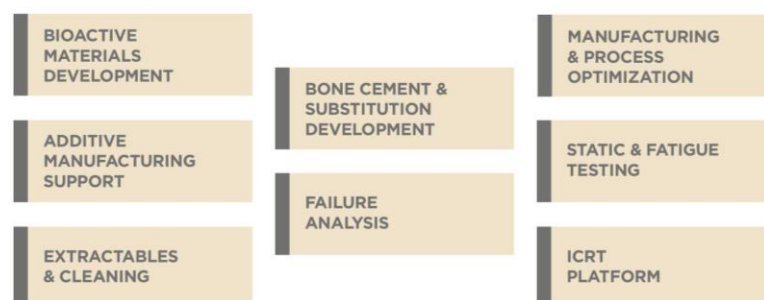 BIOACTIVE
MATERIALS
DEVELOPMENT
ADDITIVE
MANUFACTURING
SUPPORT
EXTRACTABLES
& CLEANING
BONE CEMENT &
SUBSTITUTION
DEVELOPMENT
FAILURE
ANALYSIS
MANUFACTURING
& PROCESS
OPTIMIZATION
STATIC & FATIGUE
TESTING
ICRT
PLATFORM